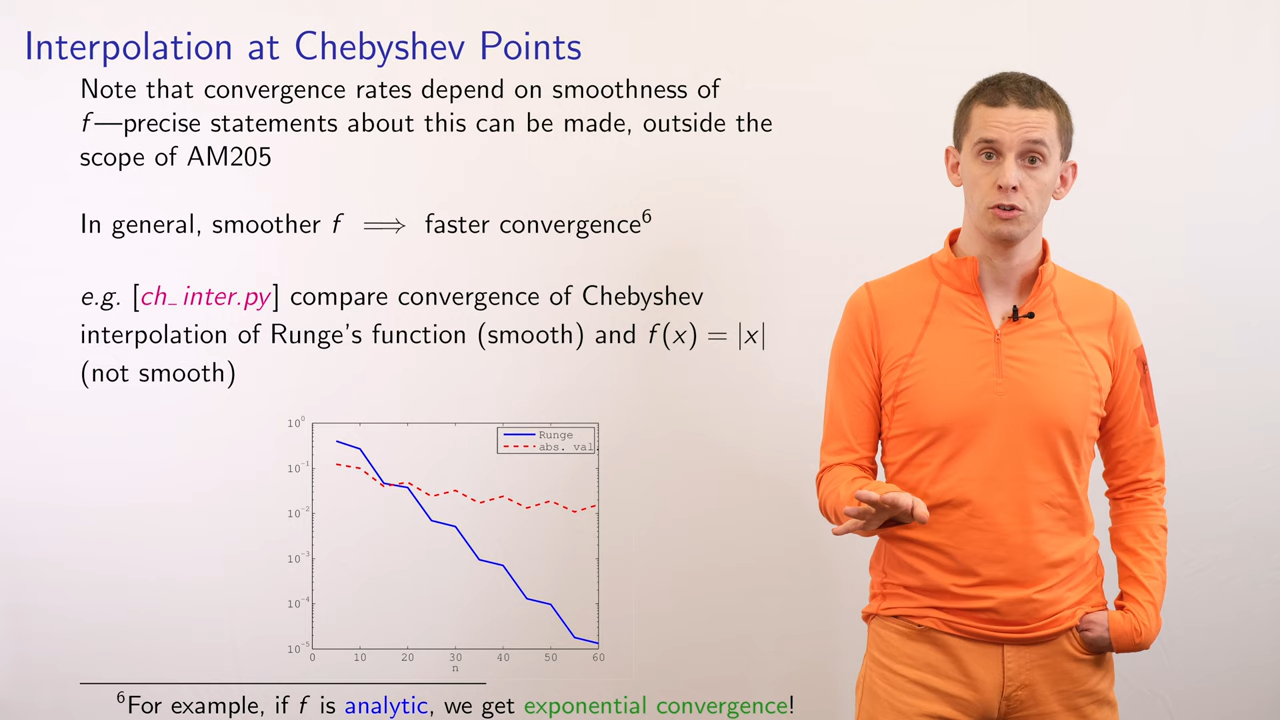 Interpolation at Chebyshev Points
Note that convergence rates depend on smoothness of
f—precise statements about this can be made, outside the
scope of AM205
In general, smoother f ⟹ faster convergence⁶
e.g. [ch_inter.py] compare convergence of Chebyshev
interpolation of Runge's function (smooth) and f(x) = |x|
(not smooth)
10⁰
Runge
abs. val.
10⁻¹
10⁻²
10⁻³
10⁻⁴
10⁻⁵
0 10 20 30 40 50 60
n
⁶For example, if f is analytic, we get exponential convergence!